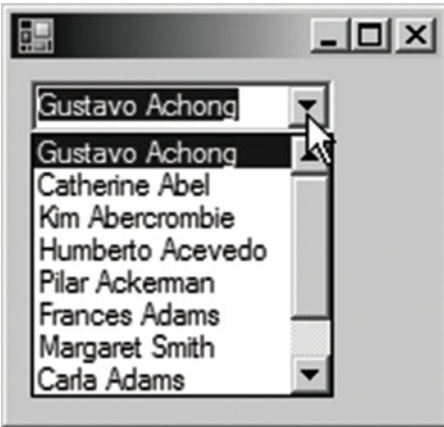 Gustavo Achong
Gustavo Achong
Catherine Abel
Kim Abercrombie
Humberto Acevedo
Pilar Ackerman
Frances Adams
Margaret Smith
Carla Adams